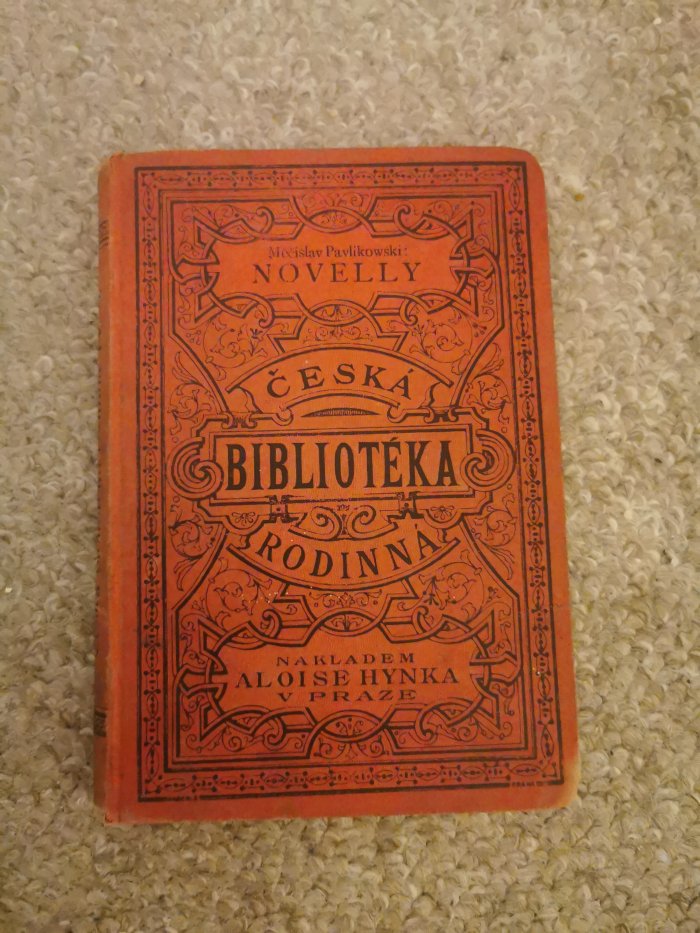 Mečislav Pavlikowski:
NOVELLY
ČESKÁ
BIBLIOTÉKA
RODINNÁ
NAKLADEM
ALOISE HYNKA
V PRAZE